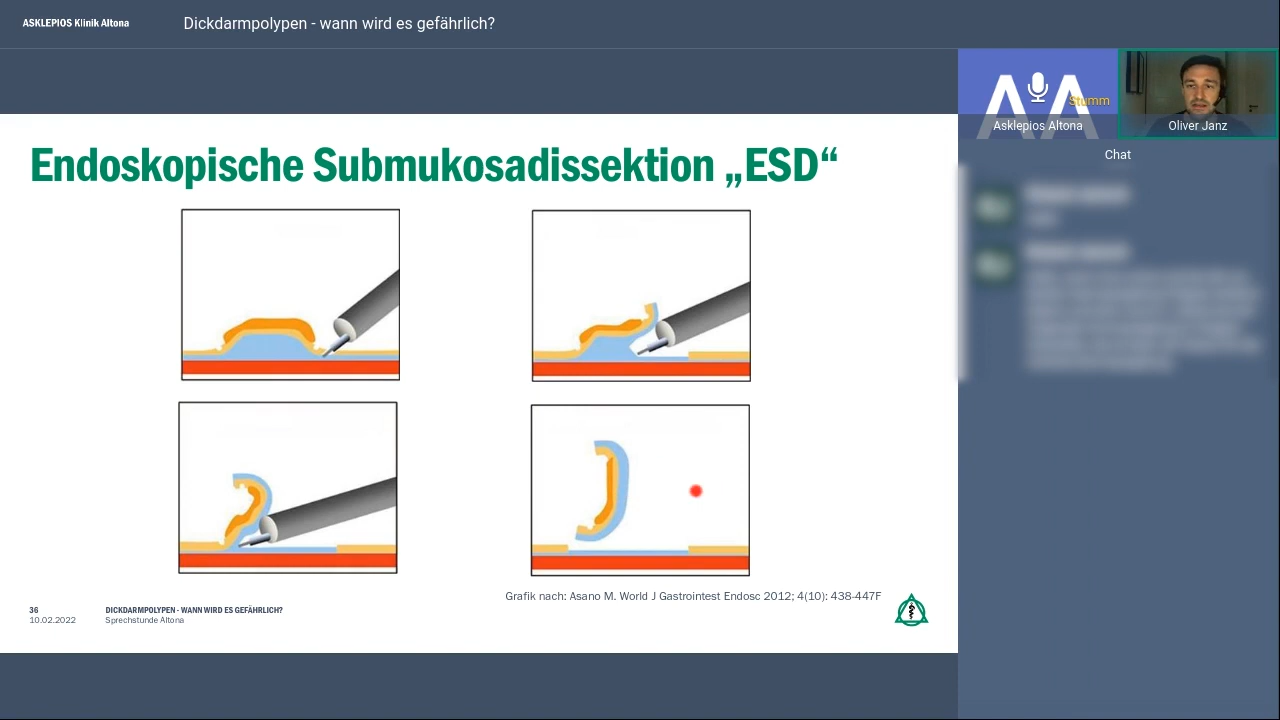 ASKLEPIOS Klinik Altona
Dickdarmpolypen - wann wird es gefährlich?
Stumm
Asklepios Altona
Oliver Janz
Chat
Endoskopische Submukosadissektion „ESD“
Grafik nach: Asano M. World J Gastrointest Endosc 2012; 4(10): 438-447F
36
DICKDARMPOLYPEN - WANN WIRD ES GEFÄHRLICH?
10.02.2022
Sprechstunde Altona